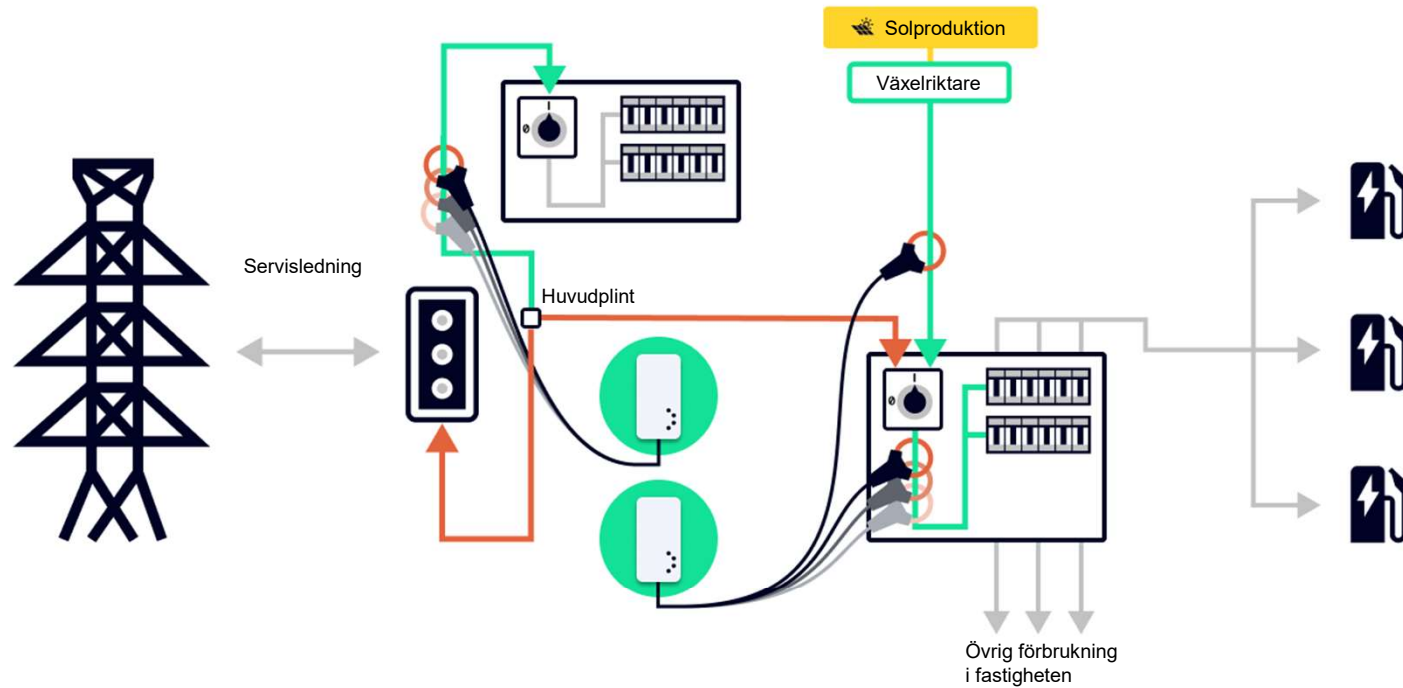 Solproduktion
Växelriktare
Servisledning
Huvudplint
Övrig förbrukning
i fastigheten